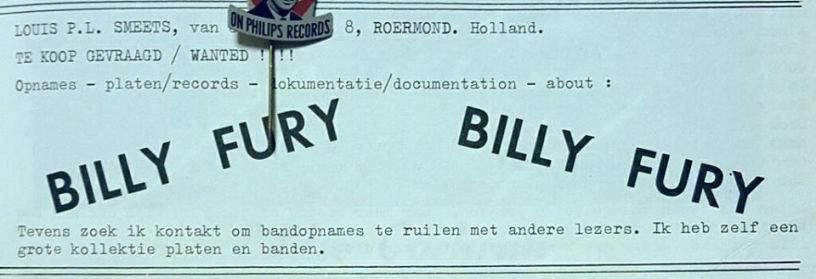 LOUIS P.L. SMEETS, van 8, ROERMOND. Holland.
ON PHILIPS RECORDS
TE KOOP GEVRAAGD / WANTED !!!!
Opnames - platen/records - dokumentatie/documentation - about :
BILLY FURY BILLY FURY
Tevens zoek ik kontakt om bandopnames te ruilen met andere lezers. Ik heb zelf een
grote kollektie platen en banden.